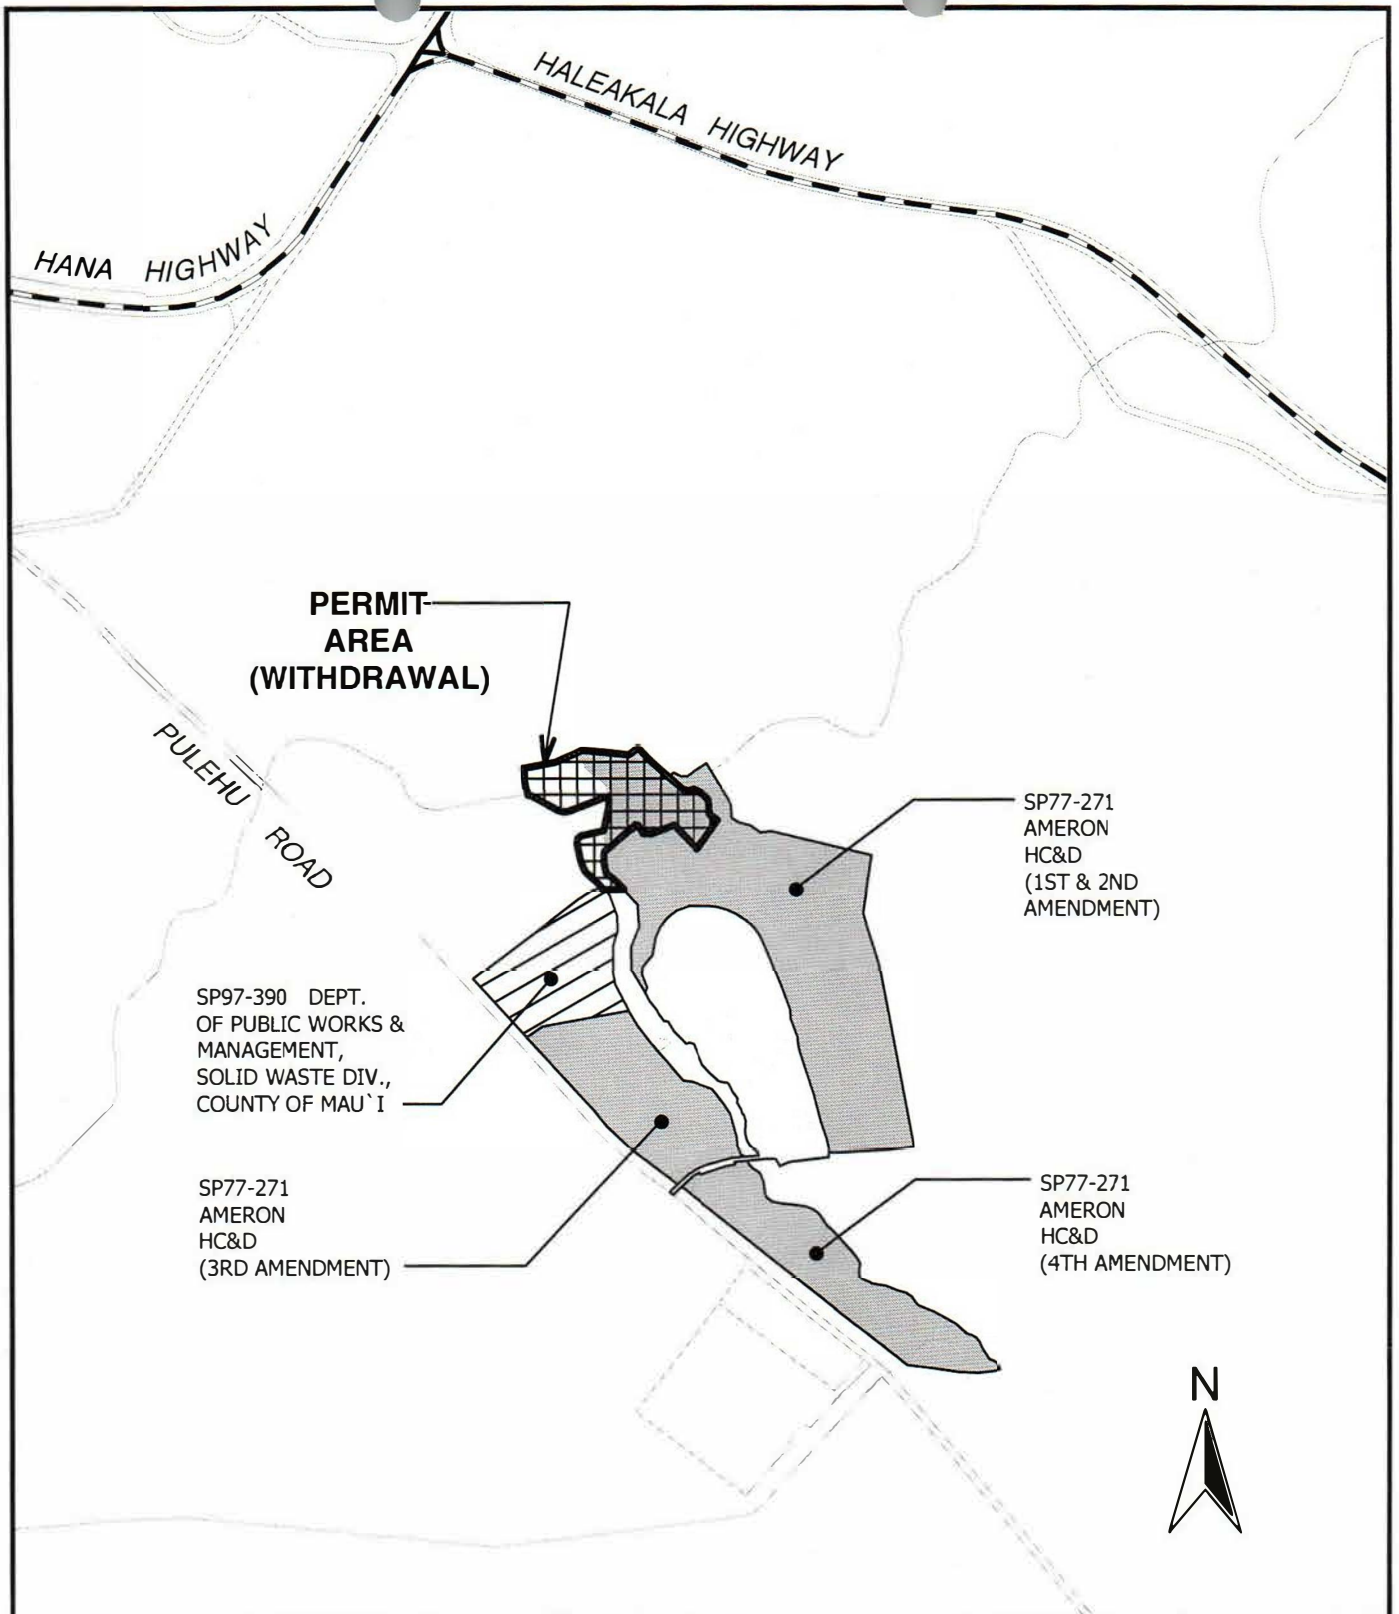 HALEAKALA HIGHWAY
HANA HIGHWAY
PERMIT
AREA
(WITHDRAWAL)
PULEHU ROAD
SP77-271
AMERON
HC&D
(1ST & 2ND
AMENDMENT)
SP97-390 DEPT.
OF PUBLIC WORKS &
MANAGEMENT,
SOLID WASTE DIV.,
COUNTY OF MAU`I
SP77-271
AMERON
HC&D
(3RD AMENDMENT)
SP77-271
AMERON
HC&D
(4TH AMENDMENT)
N